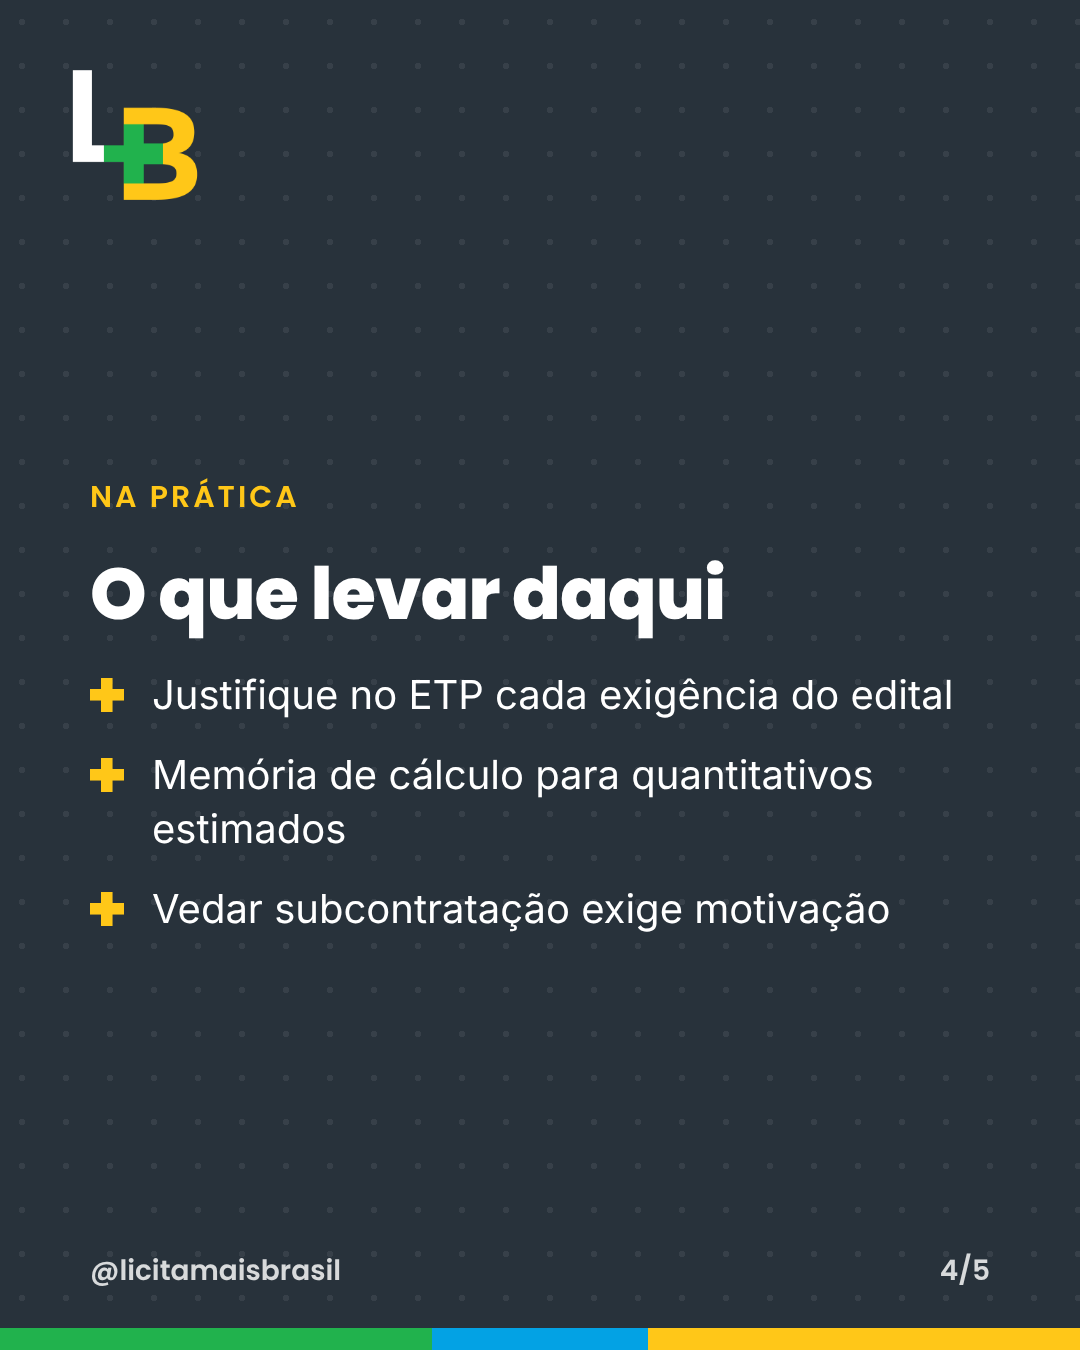 L+B
NA PRÁTICA
O que levar daqui
Justifique no ETP cada exigência do edital
Memória de cálculo para quantitativos
estimados
Vedar subcontratação exige motivação
@licitamaisbrasil
4/5